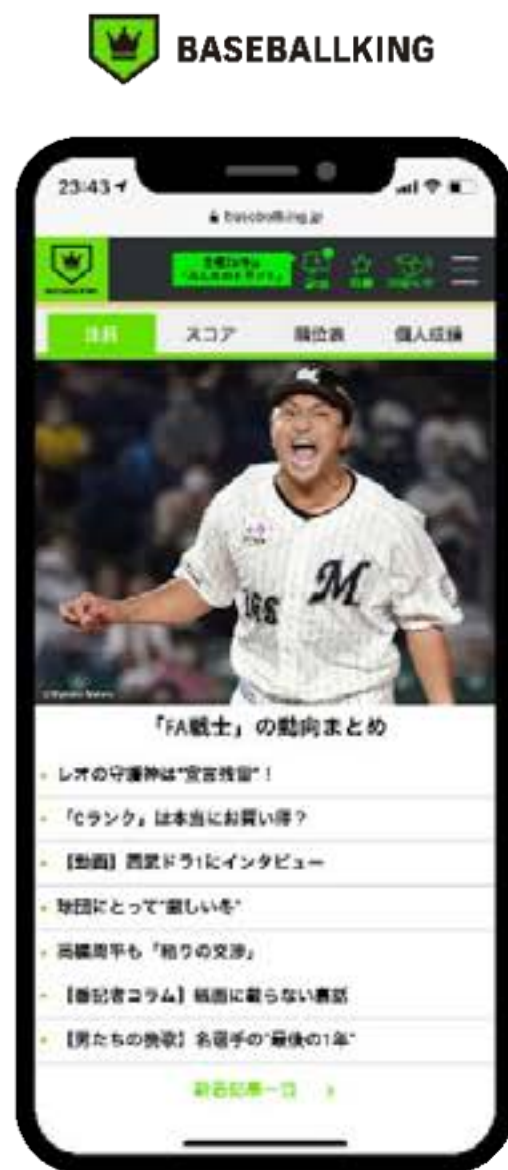 BASEBALLKING
23:43
baseballking.jp
注目 スコア 順位表 個人成績
M
「FA戦士」の動向まとめ
レオの守護神は"宣言残留"！
「Cランク」は本当にお買い得？
【動画】西武ドラ1にインタビュー
球団にとって"厳しい冬"
高橋周平も「粘りの交渉」
【番記者コラム】紙面に載らない裏話
【男たちの挽歌】名選手の"最後の1年"
新着記事一覧